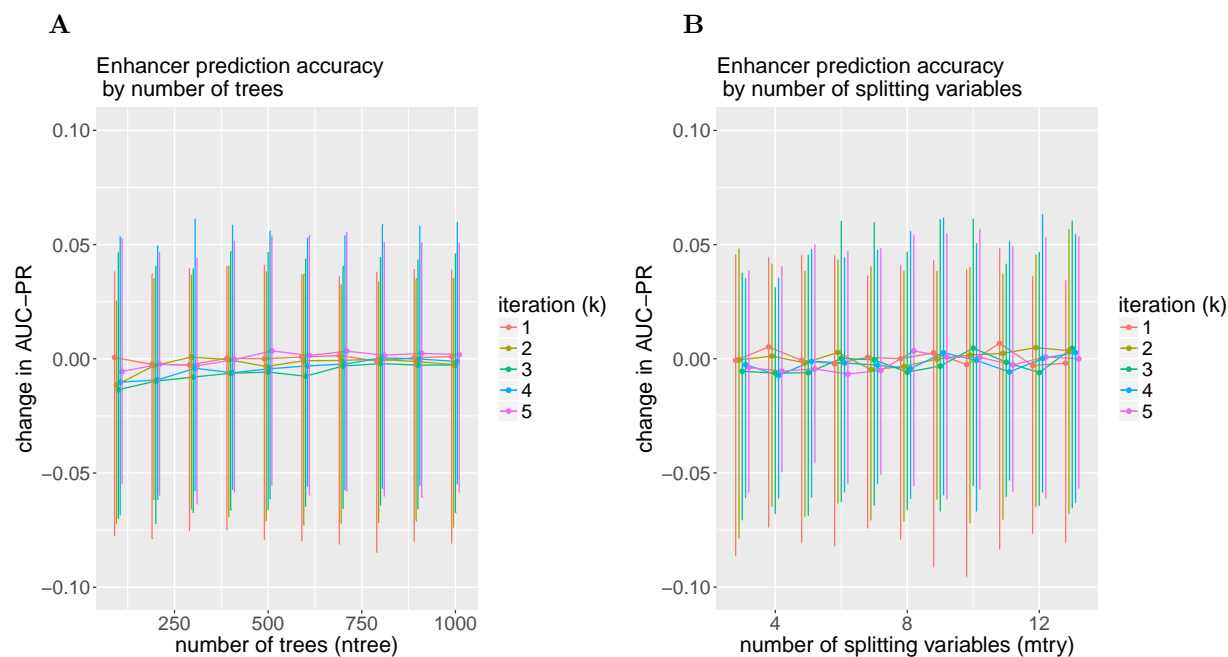 A
Enhancer prediction accuracy
by number of trees
change in AUC−PR
0.10
0.05
0.00
−0.05
−0.10
250
500
750
1000
number of trees (ntree)
iteration (k)
1
2
3
4
5
B
Enhancer prediction accuracy
by number of splitting variables
change in AUC−PR
0.10
0.05
0.00
−0.05
−0.10
4
8
12
number of splitting variables (mtry)
iteration (k)
1
2
3
4
5